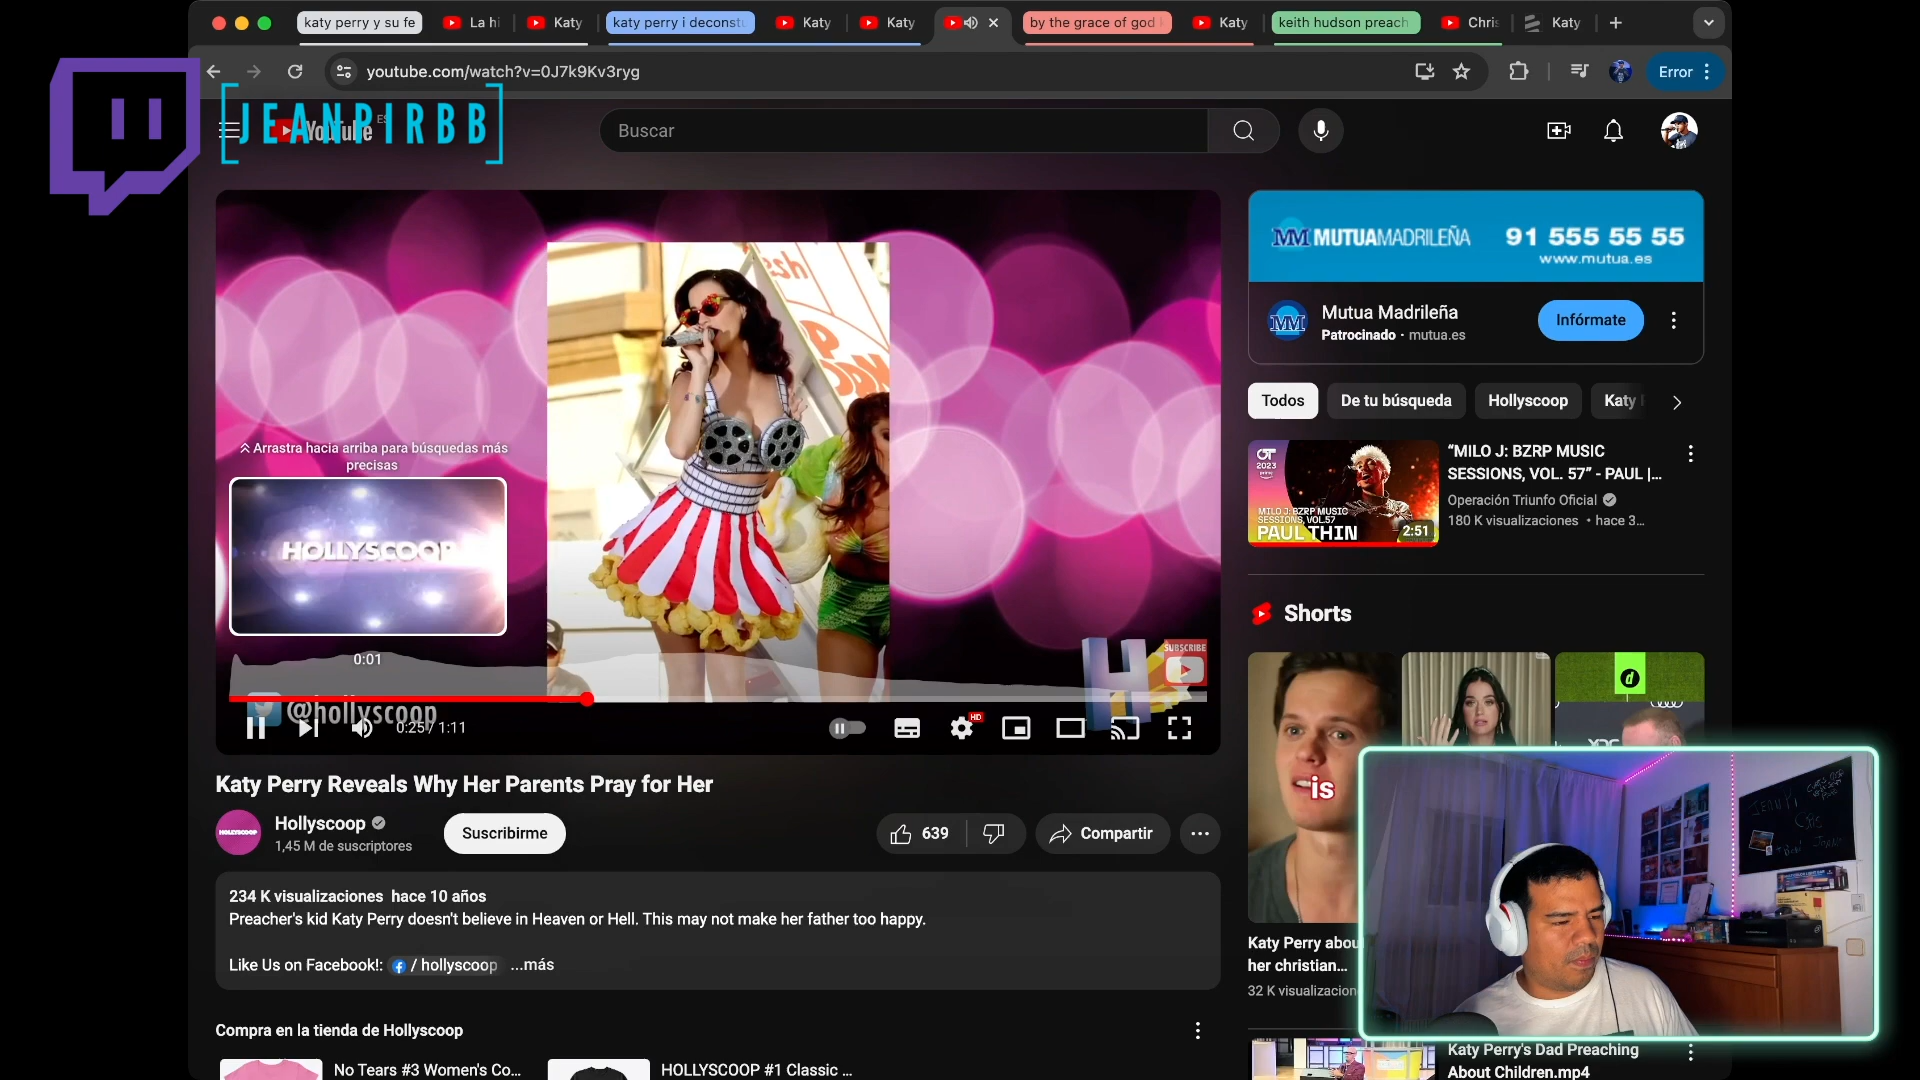 katy perry y su fe
La hi
Katy
katy perry i deconstu
Katy
Katy
by the grace of god
Katy
keith hudson preach
Chris
Katy
youtube.com/watch?v=0J7k9Kv3ryg
Error
JEANPIRBB
YouTube
ES
Buscar
MM MUTUAMADRILEÑA
91 555 55 55
www.mutua.es
Mutua Madrileña
Patrocinado · mutua.es
Infórmate
Todos
De tu búsqueda
Hollyscoop
Katy
Arrastra hacia arriba para búsquedas más
precisas
HOLLYSCOOP
0:01
@hollyscoop
SUBSCRIBE
0:25 / 1:11
HD
OT
2023
MILO J: BZRP MUSIC
SESSIONS, VOL.57
PAUL THIN
2:51
“MILO J: BZRP MUSIC
SESSIONS, VOL. 57” - PAUL |...
Operación Triunfo Oficial
180 K visualizaciones • hace 3...
Shorts
is
Katy Perry Reveals Why Her Parents Pray for Her
Hollyscoop
1,45 M de suscriptores
Suscribirme
639
Compartir
234 K visualizaciones hace 10 años
Preacher's kid Katy Perry doesn't believe in Heaven or Hell. This may not make her father too happy.
Like Us on Facebook!: / hollyscoop ...más
Katy Perry abou
her christian...
32 K visualizacion
Compra en la tienda de Hollyscoop
No Tears #3 Women's Co...
HOLLYSCOOP #1 Classic ...
Katy Perry's Dad Preaching
About Children.mp4